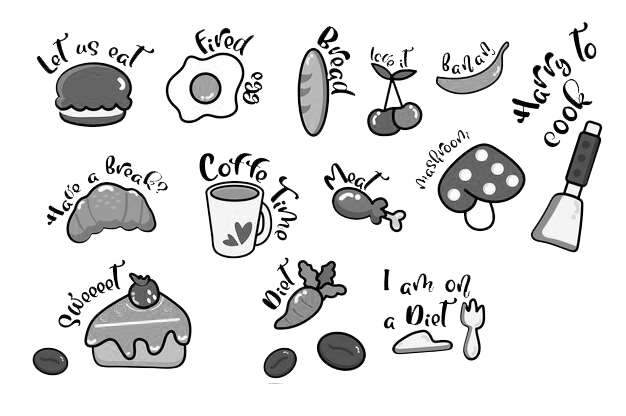 Let us eat
Fired
egg
Bread
love it
banan
Harry to
cook
Have a break?
Coffe Time
Meat
mashroom
Sweeeet
Diet
I am on
a Diet